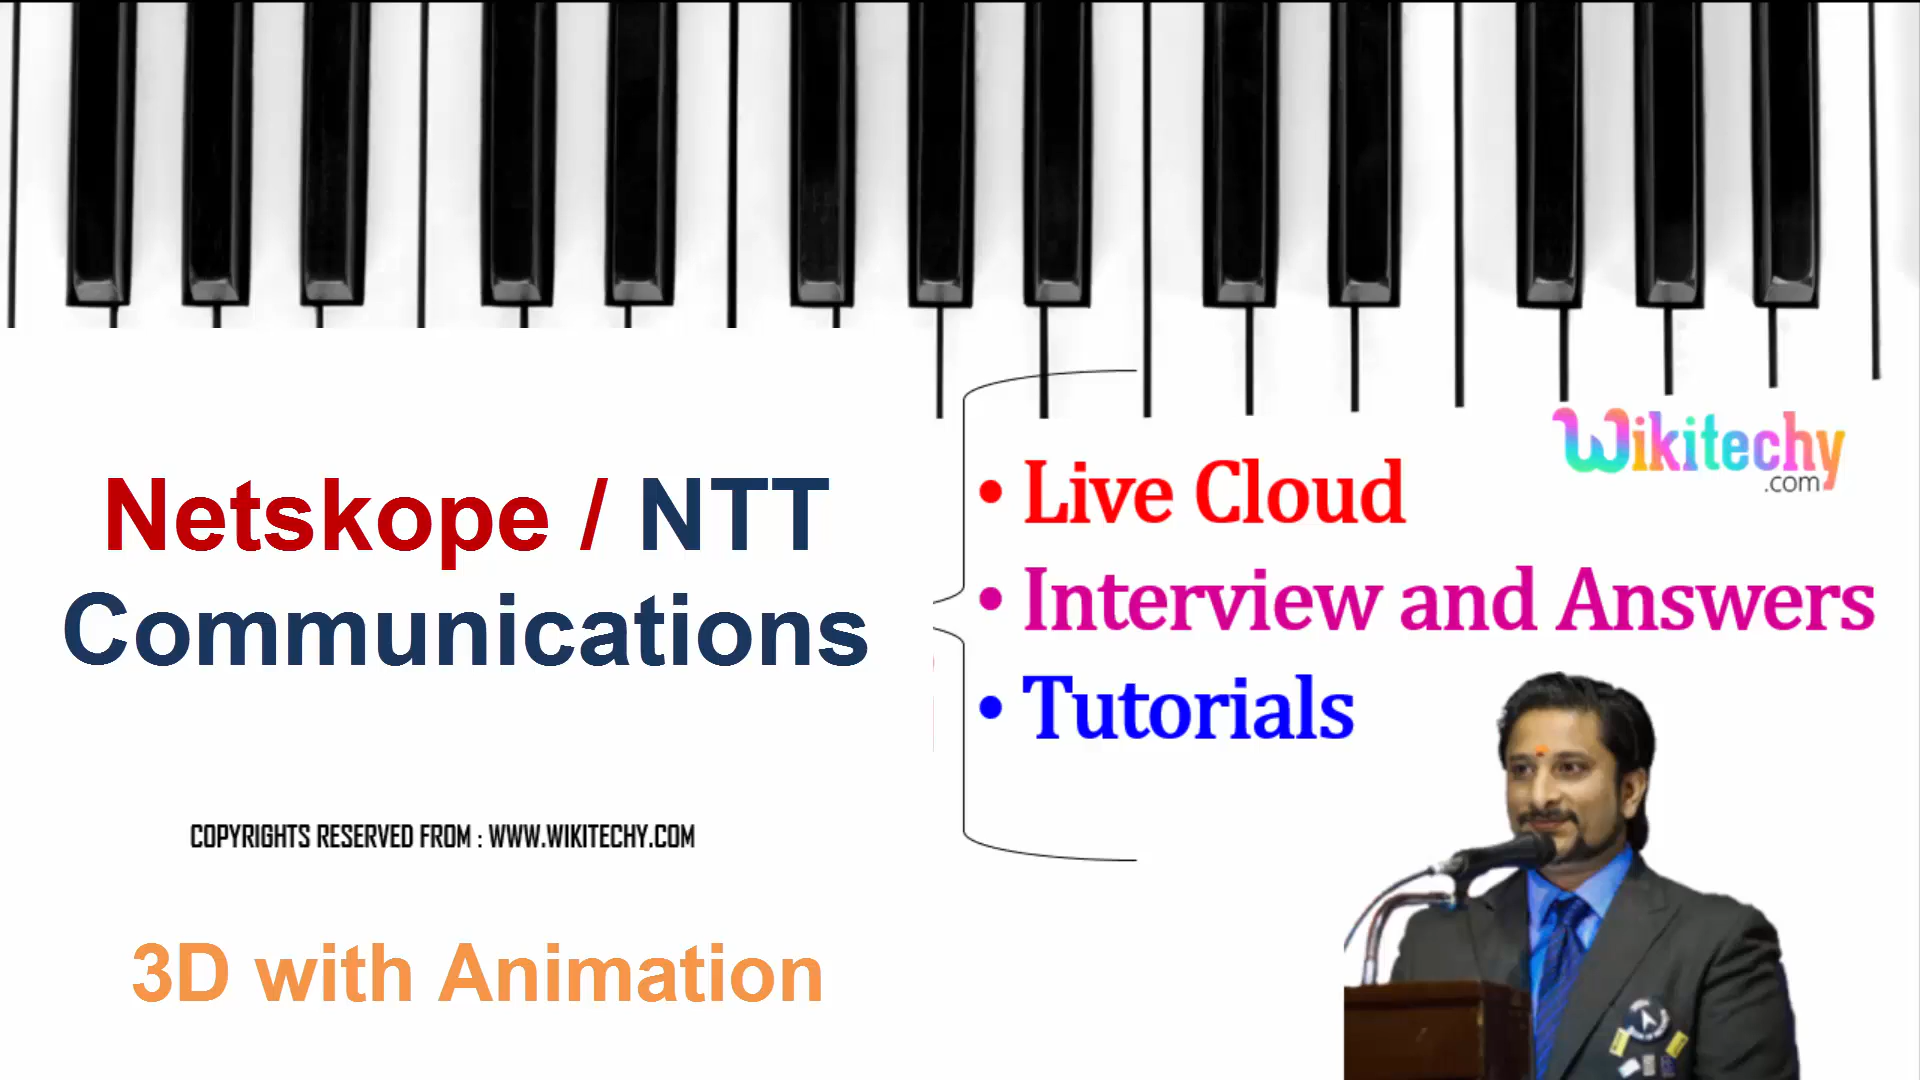 Netskope / NTT
Communications
COPYRIGHTS RESERVED FROM : WWW.WIKITECHY.COM
3D with Animation
Wikitechy
.com
• Live Cloud
• Interview and Answers
• Tutorials